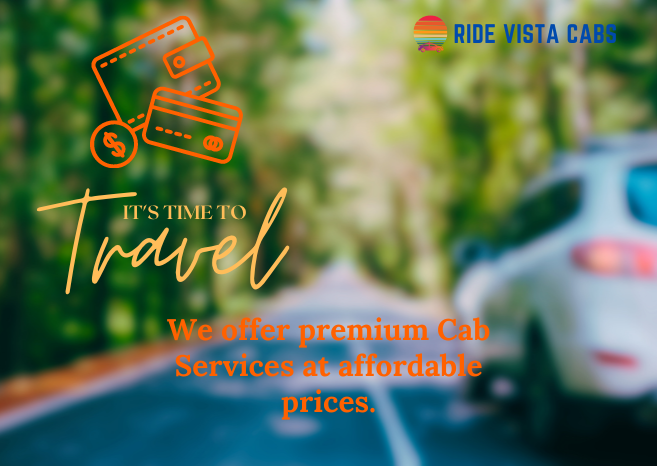 RIDE VISTA CABS
$
IT'S TIME TO
Travel
We offer premium Cab
Services at affordable
prices.